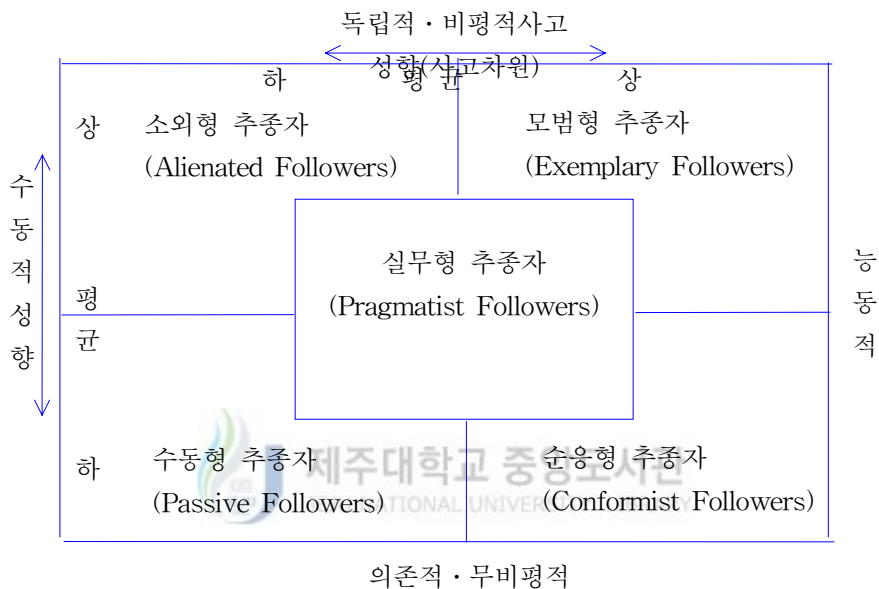 독립적·비평적사고
성향(사고차원)
하 평균 상
상 소외형 추종자 모범형 추종자
(Alienated Followers) (Exemplary Followers)
수동적성향
실무형 추종자
(Pragmatist Followers)
능동적
평균
하 수동형 추종자 순응형 추종자
(Passive Followers) (Conformist Followers)
제주대학교 중앙도서관
의존적·무비평적